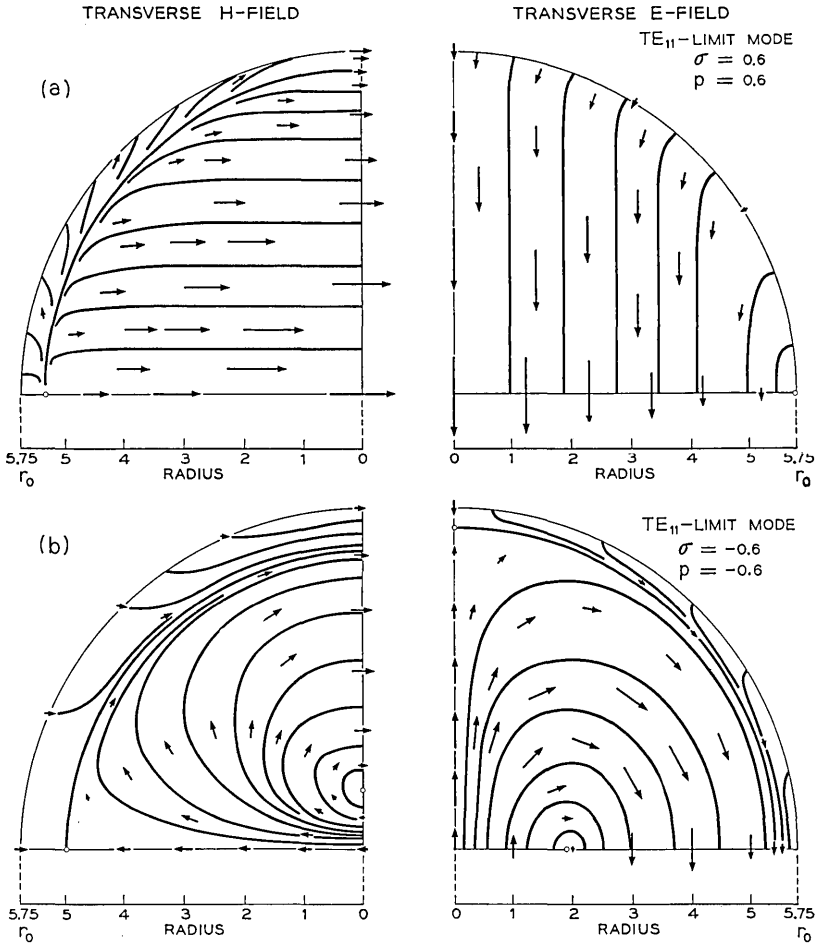 TRANSVERSE H-FIELD
TRANSVERSE E-FIELD
TE11-LIMIT MODE
σ = 0.6
p = 0.6
(a)
5.75 5 4 3 2 1 0
r0 RADIUS
0 1 2 3 4 5 5.75
RADIUS r0
(b)
TE11-LIMIT MODE
σ = -0.6
p = -0.6
5.75 5 4 3 2 1 0
r0 RADIUS
0 1 2 3 4 5 5.75
RADIUS r0